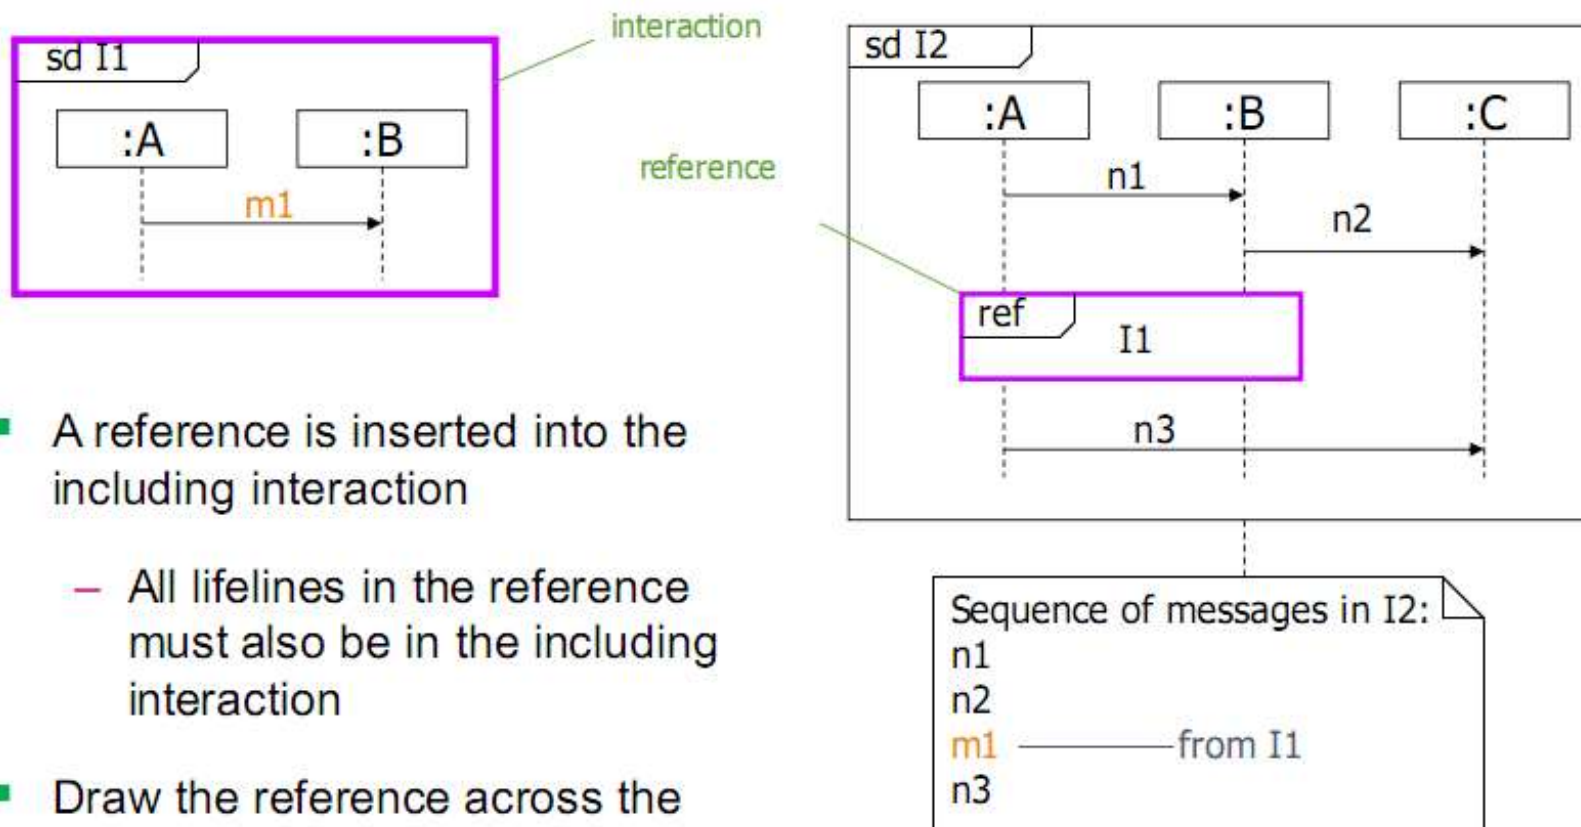 interaction
sd I1
:A
:B
m1
reference
sd I2
:A
:B
:C
n1
n2
ref
I1
n3
A reference is inserted into the
including interaction
– All lifelines in the reference
must also be in the including
interaction
Draw the reference across the
Sequence of messages in I2:
n1
n2
m1 from I1
n3